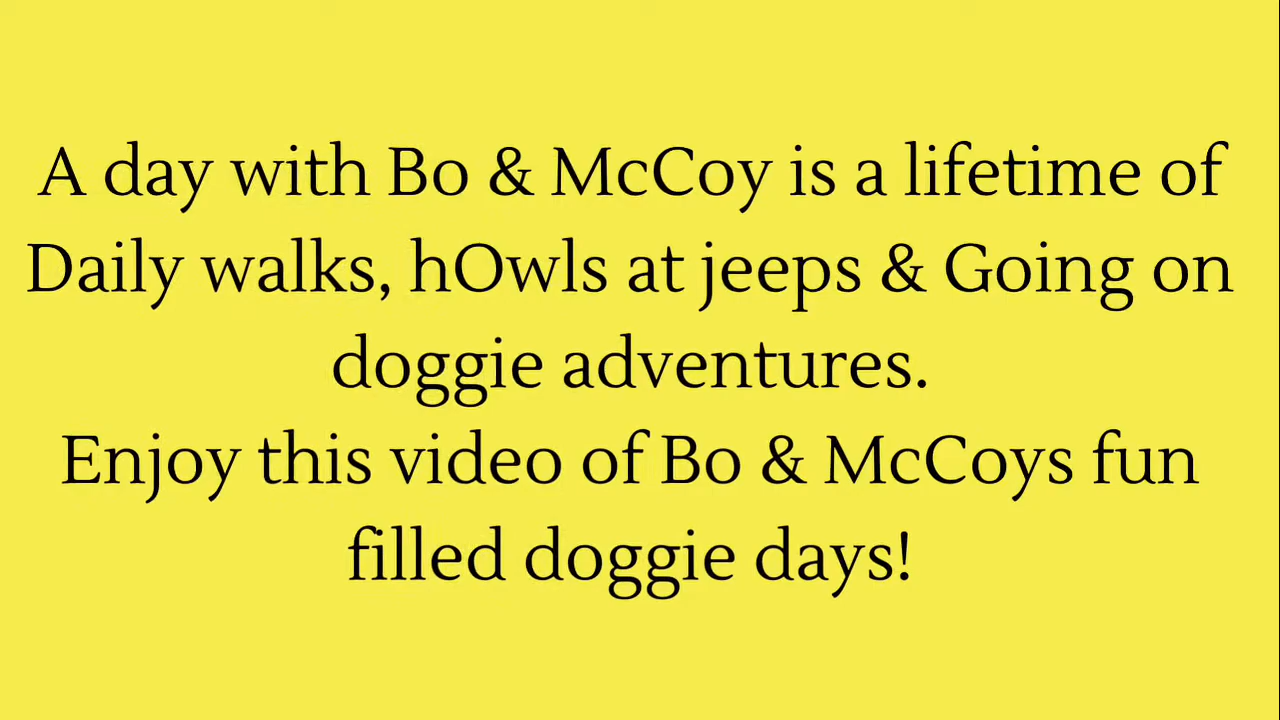 A day with Bo & McCoy is a lifetime of
Daily walks, hOwls at jeeps & Going on
doggie adventures.
Enjoy this video of Bo & McCoys fun
filled doggie days!